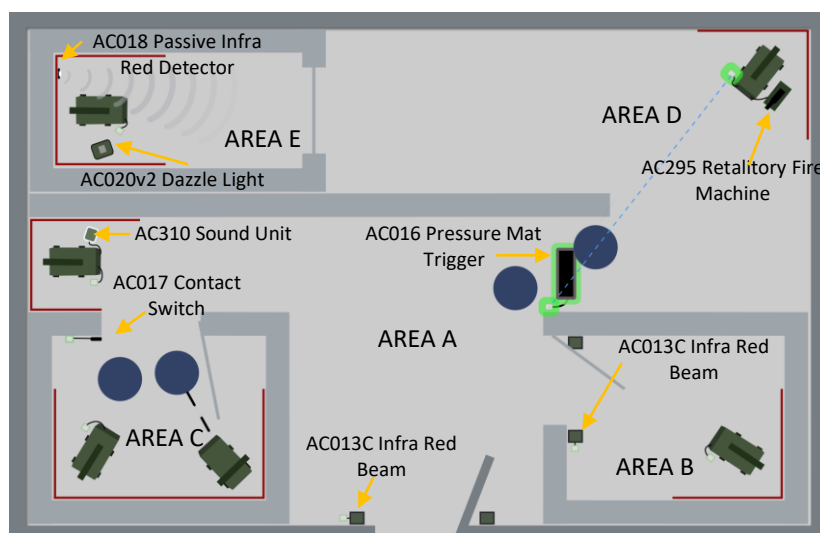 AC018 Passive Infra
Red Detector
AREA E
AREA D
AC020v2 Dazzle Light
AC295 Retalitory Fire
Machine
AC310 Sound Unit
AC016 Pressure Mat
Trigger
AC017 Contact
Switch
AREA A
AC013C Infra Red
Beam
AREA C
AC013C Infra Red
Beam
AREA B